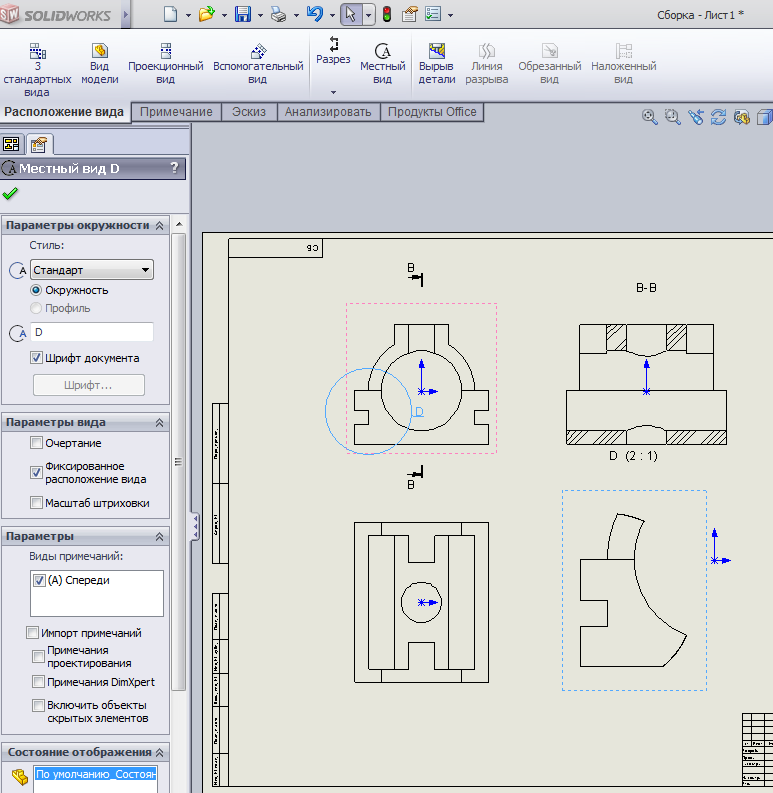 SOLIDWORKS
Сборка - Лист1 *
3 стандартных вида
Вид модели
Проекционный вид
Вспомогательный вид
Разрез
Местный вид
Вырыв детали
Линия разрыва
Обрезанный вид
Наложенный вид
Расположение вида
Примечание
Эскиз
Анализировать
Продукты Office
Местный вид D
?
Параметры окружности
Стиль:
A
Стандарт
Окружность
Профиль
A
D
Шрифт документа
Шрифт...
Параметры вида
Очертание
Фиксированное
расположение вида
Масштаб штриховки
Параметры
Виды примечаний:
(A) Спереди
Импорт примечаний
Примечания
проектирования
Примечания DimXpert
Включить объекты
скрытых элементов
Состояние отображения
По умолчанию_Состоян
СБ
B
B-B
D
B
D (2 : 1)